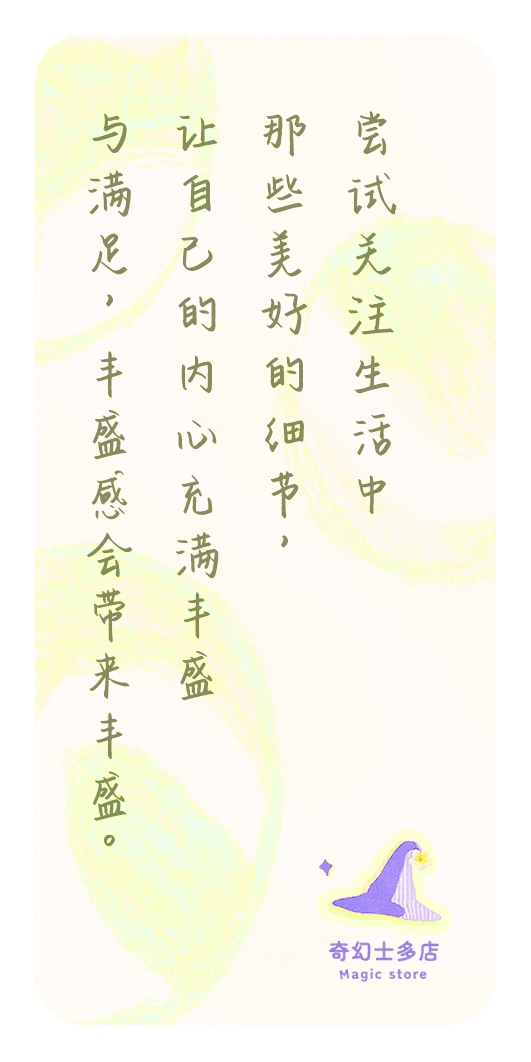 尝试关注生活中
那些美好的细节，
让自己的内心充满丰盛
与满足，丰盛感会带来丰盛。
奇幻士多店
Magic store